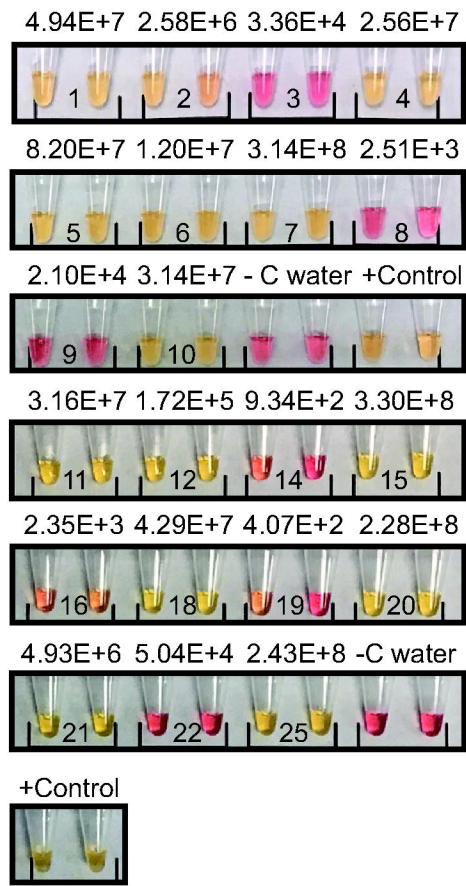 4.94E+7 2.58E+6 3.36E+4 2.56E+7
1 2 3 4
8.20E+7 1.20E+7 3.14E+8 2.51E+3
5 6 7 8
2.10E+4 3.14E+7 - C water +Control
9 10
3.16E+7 1.72E+5 9.34E+2 3.30E+8
11 12 14 15
2.35E+3 4.29E+7 4.07E+2 2.28E+8
16 18 19 20
4.93E+6 5.04E+4 2.43E+8 -C water
21 22 25
+Control